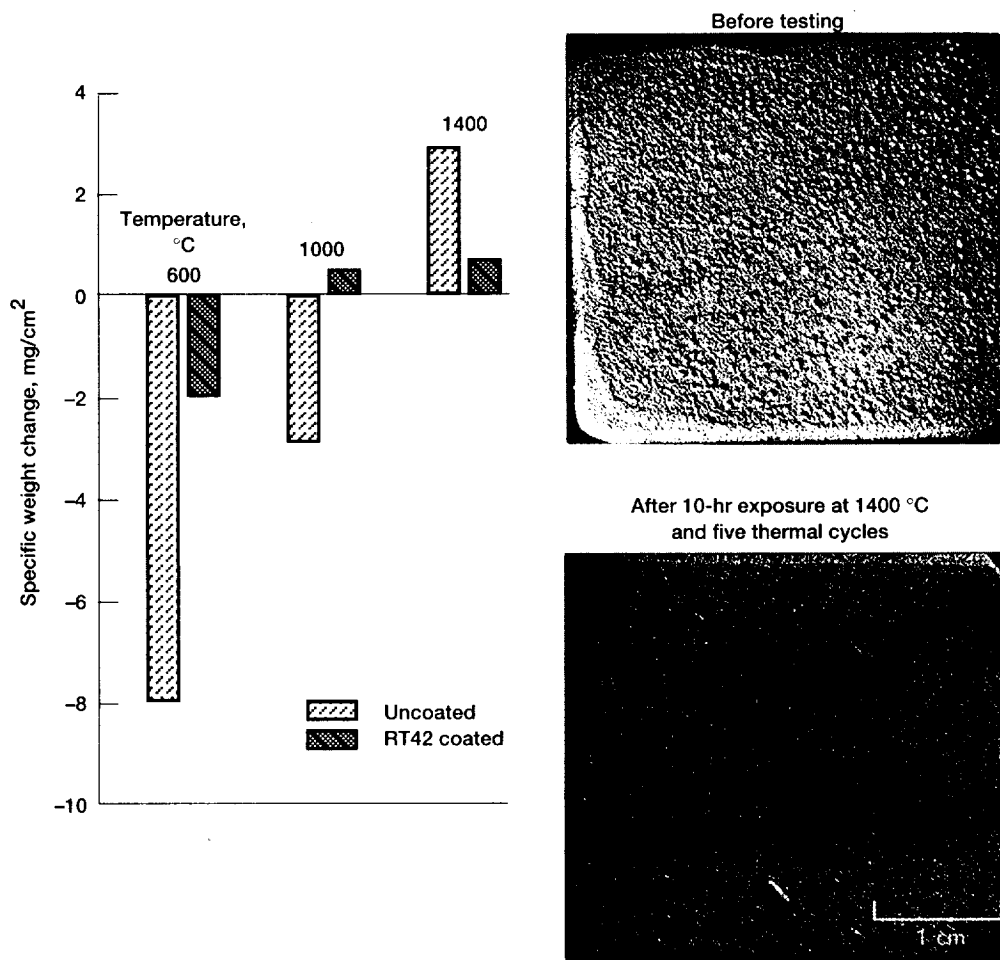 Before testing
4
2
0
–2
–4
–6
–8
–10
Specific weight change, mg/cm²
Temperature,
°C
600
1000
1400
Uncoated
RT42 coated
After 10-hr exposure at 1400 °C
and five thermal cycles
1 cm